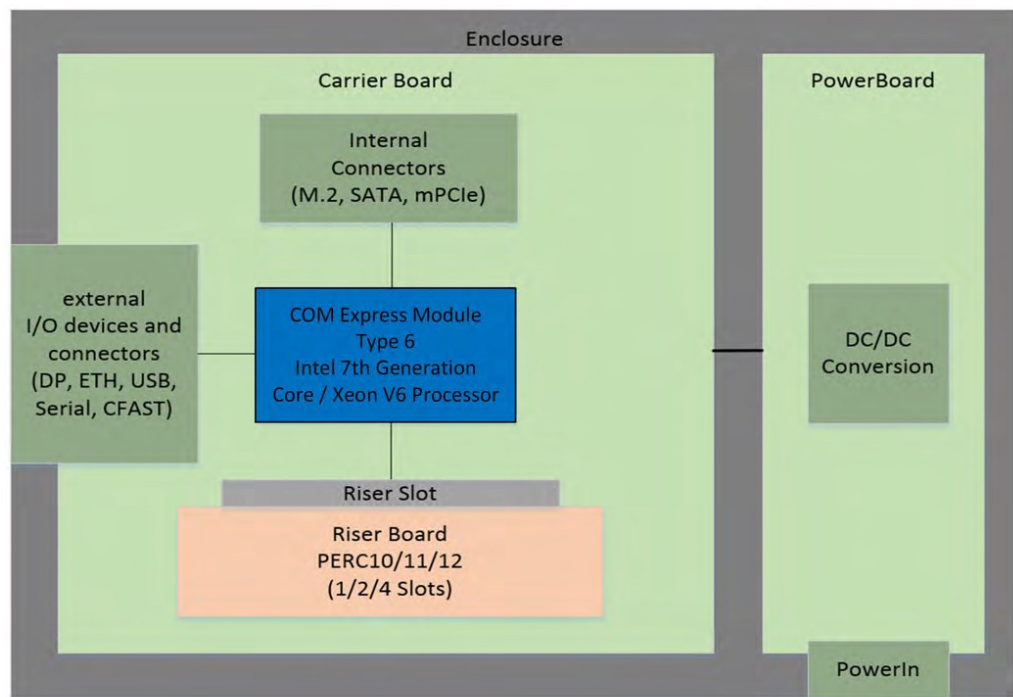 Enclosure
Carrier Board
PowerBoard
Internal
Connectors
(M.2, SATA, mPCIe)
external
I/O devices and
connectors
(DP, ETH, USB,
Serial, CFAST)
COM Express Module
Type 6
Intel 7th Generation
Core / Xeon V6 Processor
DC/DC
Conversion
Riser Slot
Riser Board
PERC10/11/12
(1/2/4 Slots)
PowerIn